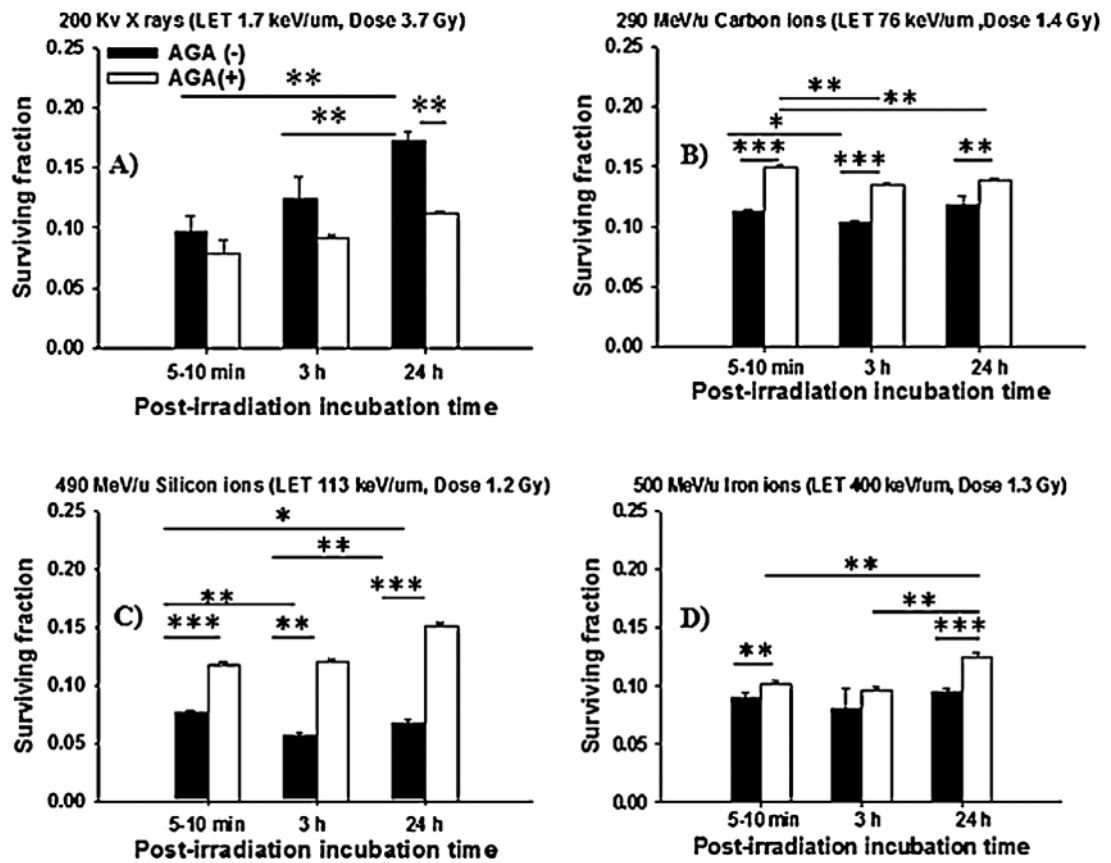 200 Kv X rays (LET 1.7 keV/um, Dose 3.7 Gy)
0.25
0.20
0.15
0.10
0.05
0.00
Surviving fraction
AGA (-)
AGA(+)
A)
**
**
**
5-10 min 3 h 24 h
Post-irradiation incubation time
290 MeV/u Carbon ions (LET 76 keV/um ,Dose 1.4 Gy)
0.25
0.20
0.15
0.10
0.05
0.00
Surviving fraction
B)
**
**
*
***
***
**
5-10 min 3 h 24 h
Post-irradiation incubation time
490 MeV/u Silicon ions (LET 113 keV/um, Dose 1.2 Gy)
0.25
0.20
0.15
0.10
0.05
0.00
Surviving fraction
C)
*
**
***
**
***
**
5-10 min 3 h 24 h
Post-irradiation incubation time
500 MeV/u Iron ions (LET 400 keV/um, Dose 1.3 Gy)
0.25
0.20
0.15
0.10
0.05
0.00
Surviving fraction
D)
**
**
***
**
5-10 min 3 h 24 h
Post-irradiation incubation time